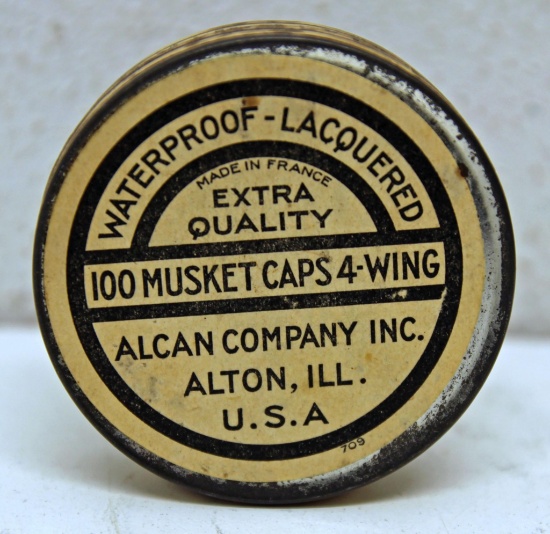 WATERPROOF-LACQUERED
MADE IN FRANCE
EXTRA
QUALITY
100 MUSKET CAPS 4-WING
ALCAN COMPANY INC.
ALTON, ILL.
U.S.A
709